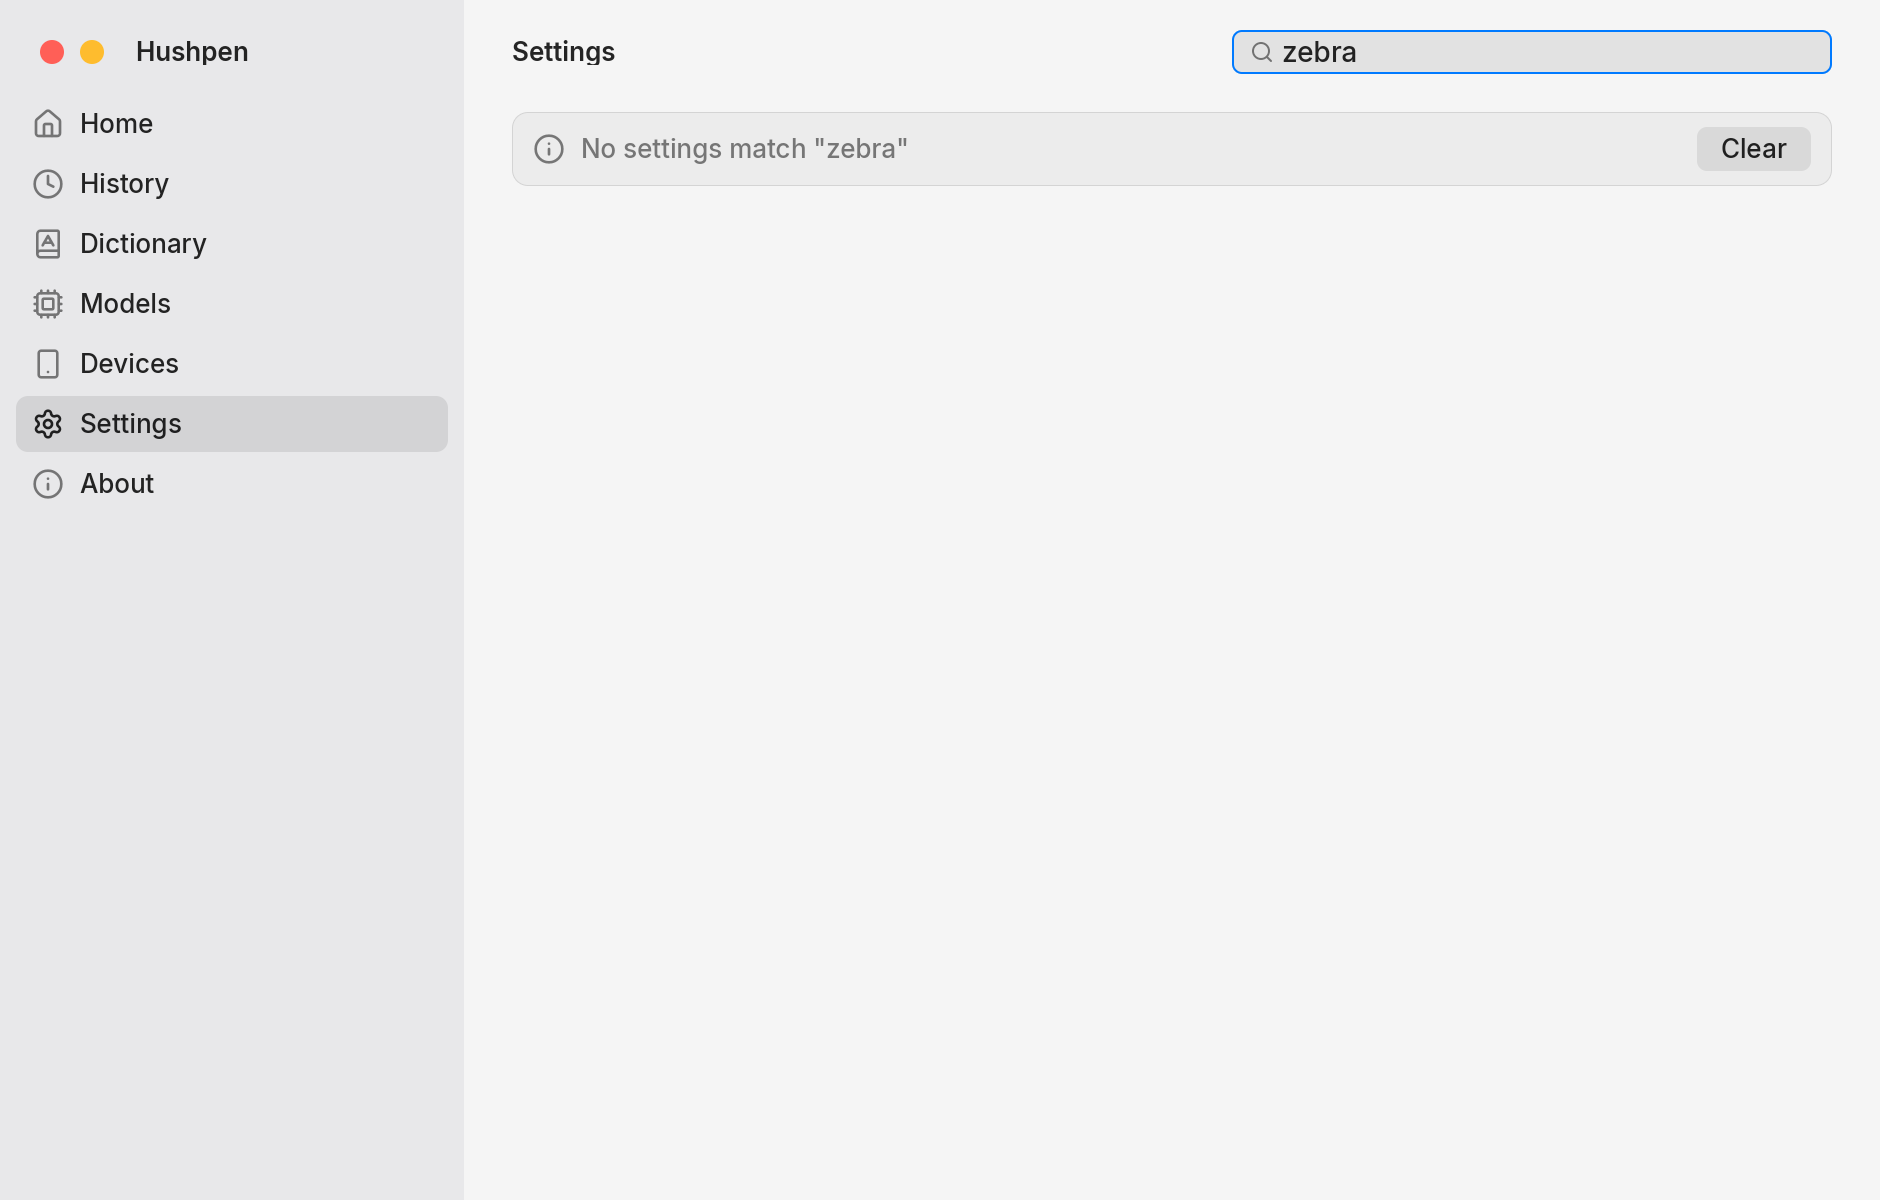 Hushpen
Home
History
Dictionary
Models
Devices
Settings
About
Settings
zebra
No settings match "zebra"
Clear